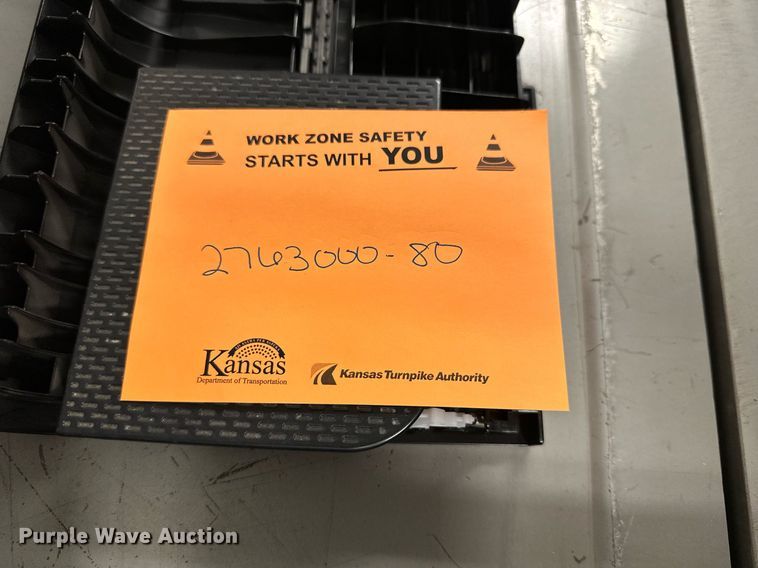 WORK ZONE SAFETY
STARTS WITH YOU
2763000-80
Kansas
Department of Transportation
Kansas Turnpike Authority
Purple Wave Auction